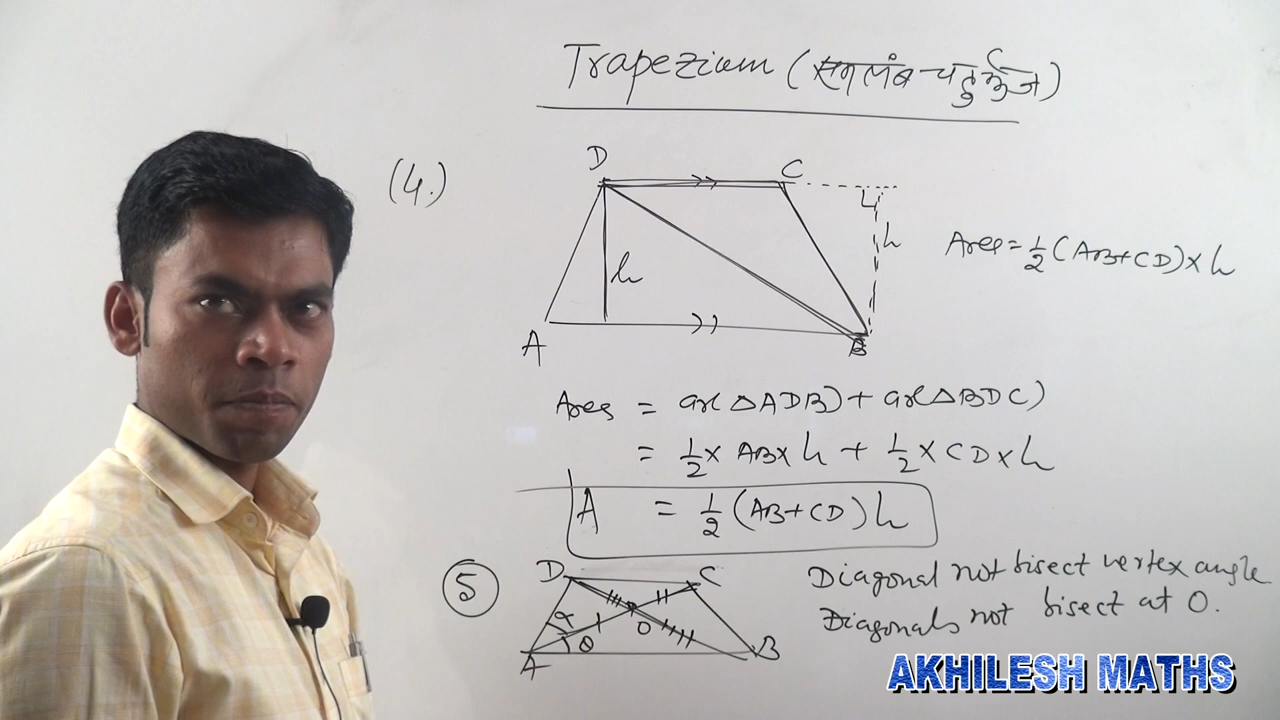 Trapezium (समलंब चतुर्भुज)
(4.)
D C
h h
Area = 1/2 (AB+CD) × h
A B
Area = ar(△ADB) + ar(△BDC)
= 1/2 × AB × h + 1/2 × CD × h
A = 1/2 (AB+CD) h
5 D C
Diagonal not bisect vertex angle
Diagonals not bisect at O.
α θ O
A B
AKHILESH MATHS